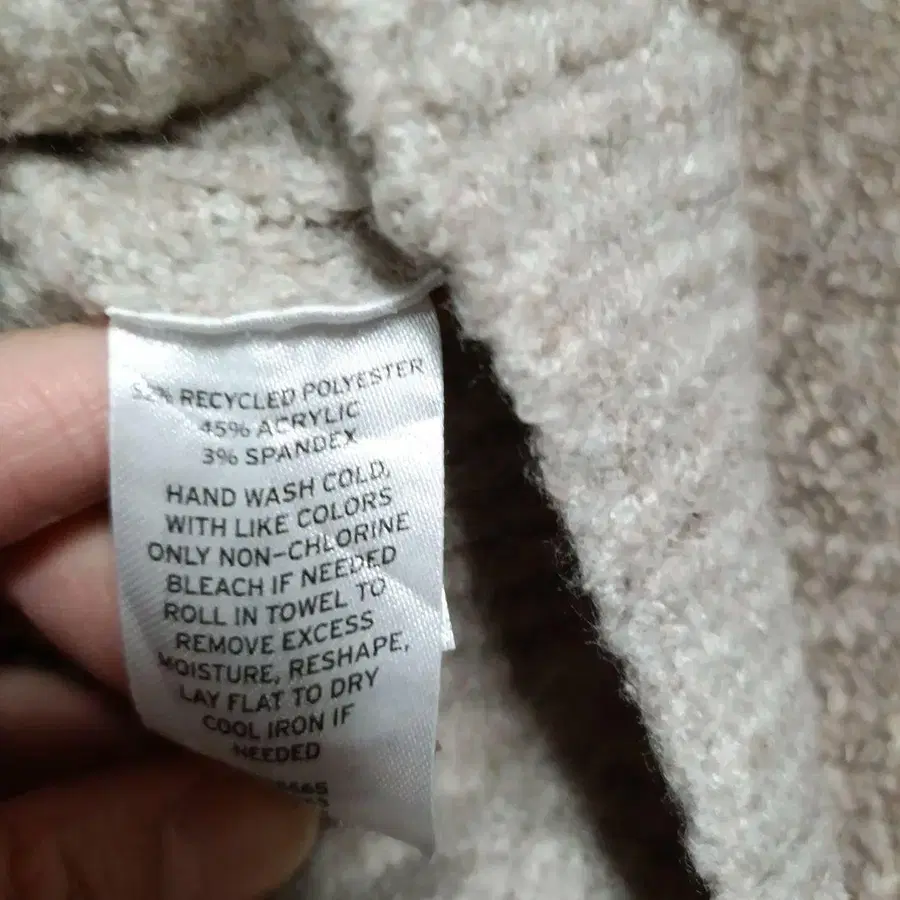 52% RECYCLED POLYESTER
45% ACRYLIC
3% SPANDEX
HAND WASH COLD,
WITH LIKE COLORS
ONLY NON-CHLORINE
BLEACH IF NEEDED
ROLL IN TOWEL TO
REMOVE EXCESS
MOISTURE, RESHAPE,
LAY FLAT TO DRY
COOL IRON IF
NEEDED